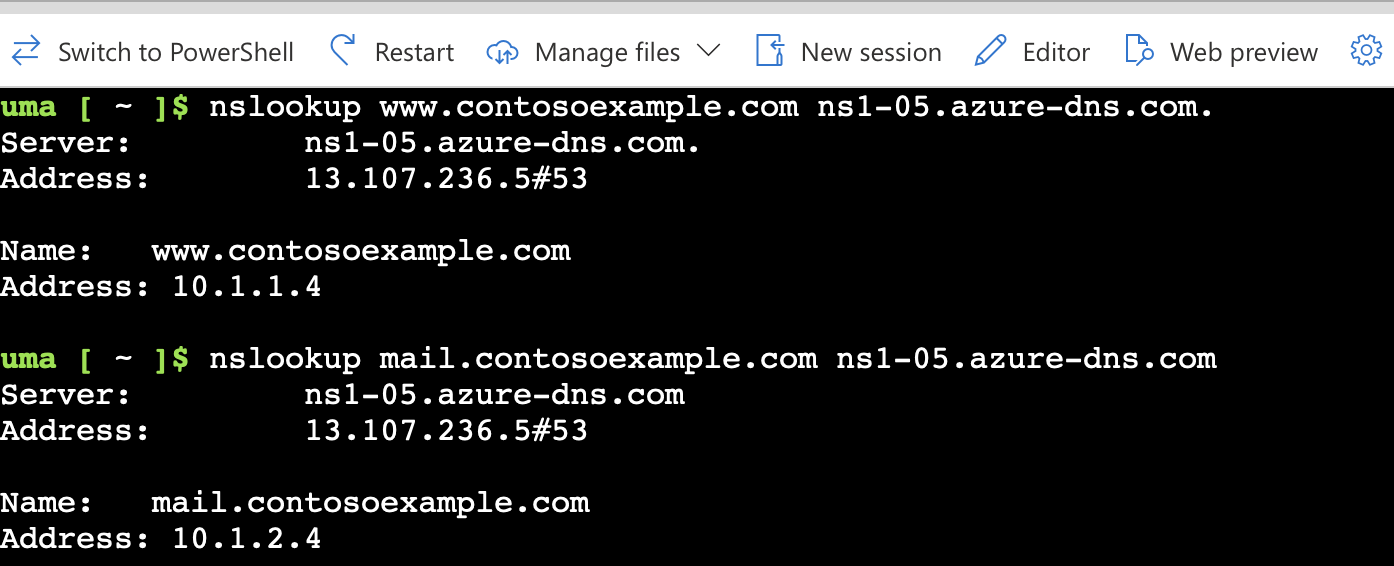 Switch to PowerShell Restart Manage files New session Editor Web preview
uma [ ~ ]$ nslookup www.contosoexample.com ns1-05.azure-dns.com.
Server: ns1-05.azure-dns.com.
Address: 13.107.236.5#53
Name: www.contosoexample.com
Address: 10.1.1.4
uma [ ~ ]$ nslookup mail.contosoexample.com ns1-05.azure-dns.com
Server: ns1-05.azure-dns.com
Address: 13.107.236.5#53
Name: mail.contosoexample.com
Address: 10.1.2.4